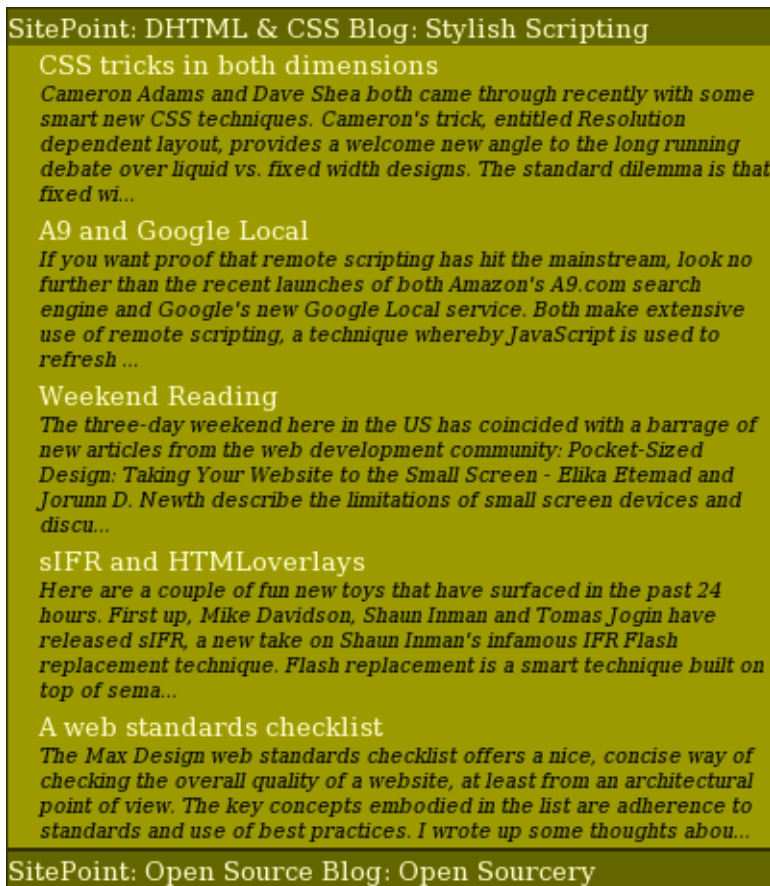 SitePoint: DHTML & CSS Blog: Stylish Scripting
CSS tricks in both dimensions
Cameron Adams and Dave Shea both came through recently with some
smart new CSS techniques. Cameron's trick, entitled Resolution
dependent layout, provides a welcome new angle to the long running
debate over liquid vs. fixed width designs. The standard dilemma is that
fixed wi...
A9 and Google Local
If you want proof that remote scripting has hit the mainstream, look no
further than the recent launches of both Amazon's A9.com search
engine and Google's new Google Local service. Both make extensive
use of remote scripting, a technique whereby JavaScript is used to
refresh ...
Weekend Reading
The three-day weekend here in the US has coincided with a barrage of
new articles from the web development community: Pocket-Sized
Design: Taking Your Website to the Small Screen - Elika Etemad and
Jorunn D. Newth describe the limitations of small screen devices and
discu...
sIFR and HTMLoverlays
Here are a couple of fun new toys that have surfaced in the past 24
hours. First up, Mike Davidson, Shaun Inman and Tomas Jogin have
released sIFR, a new take on Shaun Inman's infamous IFR Flash
replacement technique. Flash replacement is a smart technique built on
top of sema...
A web standards checklist
The Max Design web standards checklist offers a nice, concise way of
checking the overall quality of a website, at least from an architectural
point of view. The key concepts embodied in the list are adherence to
standards and use of best practices. I wrote up some thoughts abou...
SitePoint: Open Source Blog: Open Sourcery